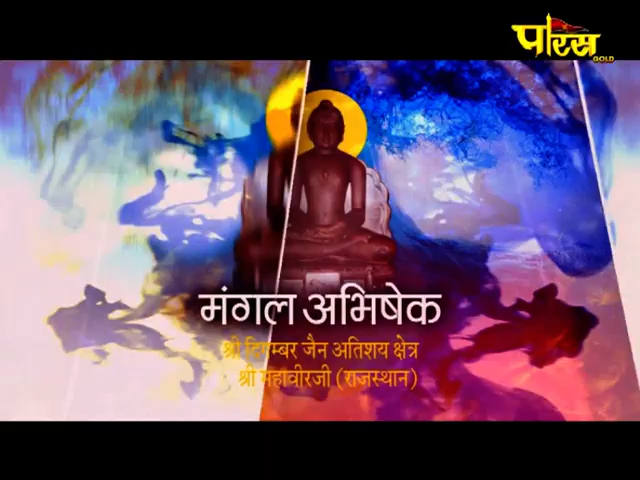 पारस
GOLD
मंगल अभिषेक
श्री दिगम्बर जैन अतिशय क्षेत्र
श्री महावीरजी (राजस्थान)